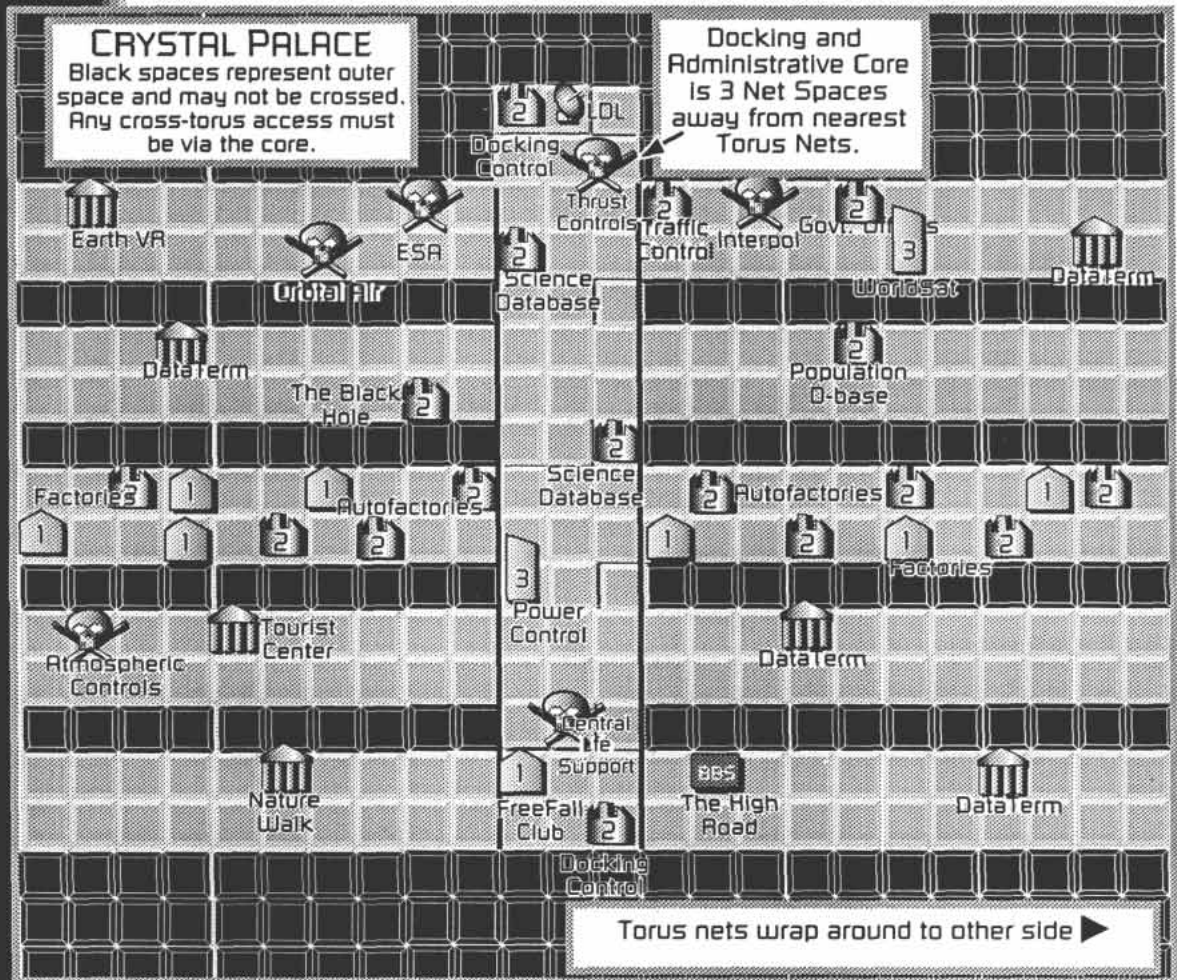 CRYSTAL PALACE
Black spaces represent outer
space and may not be crossed.
Any cross-torus access must
be via the core.
Docking and
Administrative Core
is 3 Net Spaces
away from nearest
Torus Nets.
2
LDL
Docking
Control
Thrust
Controls
Earth VR
Orbital Air
ESA
2
Science
Database
2
Traffic
Control
Interpol
2
Govt.
3
WorldSat
DataTerm
DataTerm
The Black
Hole
2
2
Population
D-base
2
Science
Database
Factories
1
1
Autofactories
2
1
1
2
2
2
Autofactories
2
1
2
1
2
1
2
Factories
3
Power
Control
Atmospheric
Controls
Tourist
Center
DataTerm
Central
Life
Support
Nature
Walk
1
FreeFall
Club
2
Docking
Control
BBS
The High
Road
DataTerm
Torus nets wrap around to other side